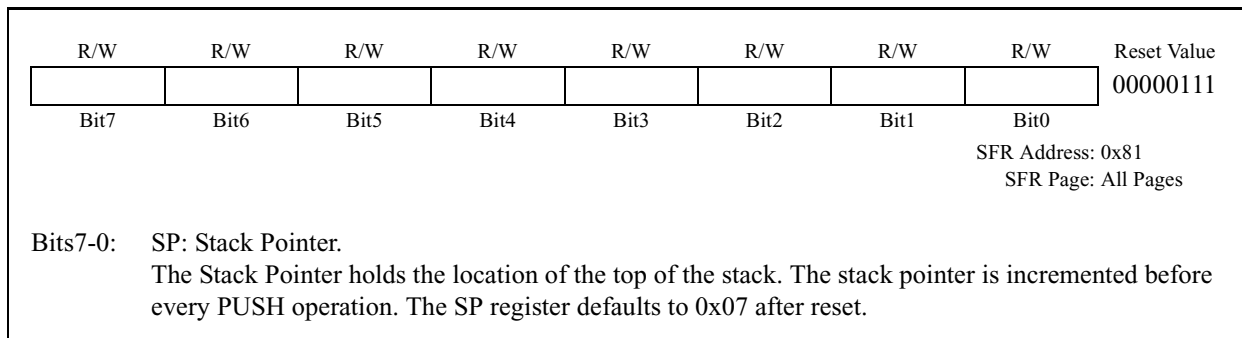 R/W R/W R/W R/W R/W R/W R/W R/W Reset Value
00000111
Bit7 Bit6 Bit5 Bit4 Bit3 Bit2 Bit1 Bit0
SFR Address: 0x81
SFR Page: All Pages
Bits7-0: SP: Stack Pointer.
The Stack Pointer holds the location of the top of the stack. The stack pointer is incremented before
every PUSH operation. The SP register defaults to 0x07 after reset.